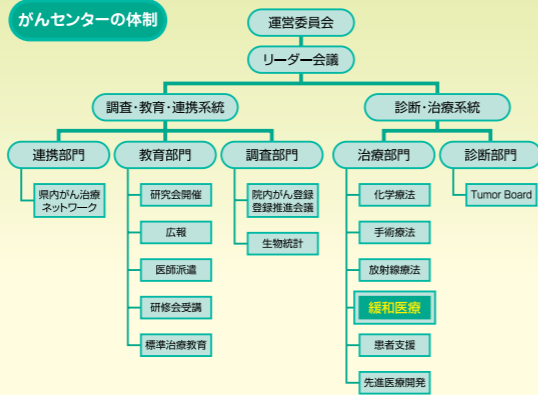 がんセンターの体制
運営委員会
リーダー会議
調査・教育・連携系統
診断・治療系統
連携部門
教育部門
調査部門
治療部門
診断部門
県内がん治療
ネットワーク
研究会開催
広報
医師派遣
研修会受講
標準治療教育
院内がん登録
登録推進会議
生物統計
化学療法
手術療法
放射線療法
緩和医療
患者支援
先進医療開発
Tumor Board